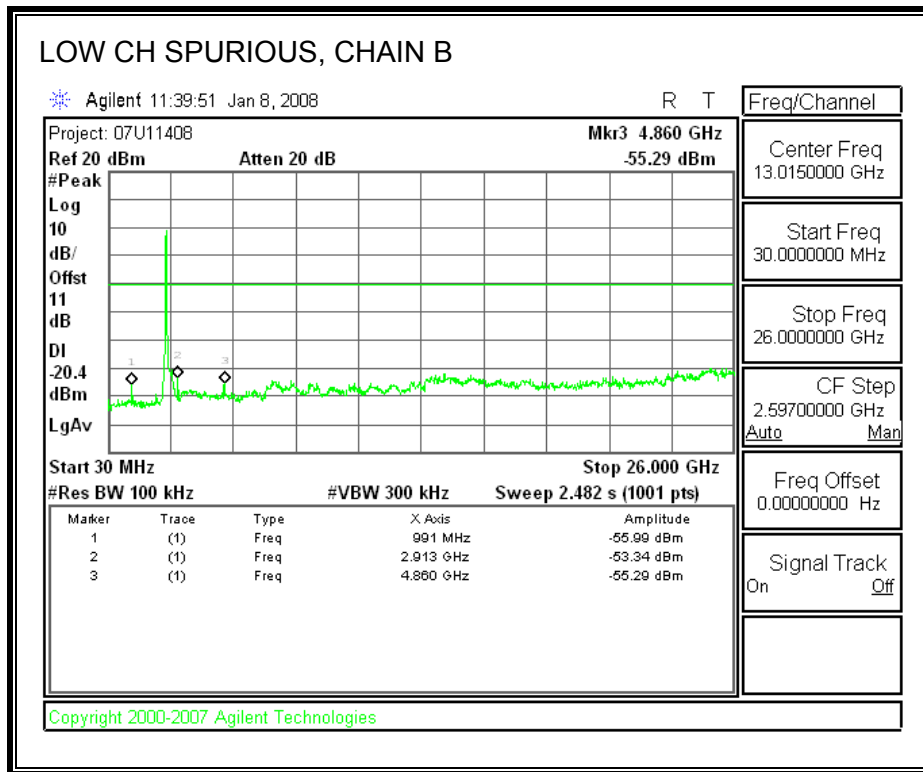 LOW CH SPURIOUS, CHAIN B
Agilent 11:39:51 Jan 8, 2008 R T
Project: 07U11408 Mkr3 4.860 GHz
Ref 20 dBm Atten 20 dB -55.29 dBm
#Peak
Log
10
dB/
Offst
11
dB
DI
-20.4
dBm
LgAv
1 2 3
Start 30 MHz Stop 26.000 GHz
#Res BW 100 kHz #VBW 300 kHz Sweep 2.482 s (1001 pts)
Marker Trace Type X Axis Amplitude
1 (1) Freq 991 MHz -55.99 dBm
2 (1) Freq 2.913 GHz -53.34 dBm
3 (1) Freq 4.860 GHz -55.29 dBm
Copyright 2000-2007 Agilent Technologies
Freq/Channel
Center Freq
13.0150000 GHz
Start Freq
30.0000000 MHz
Stop Freq
26.0000000 GHz
CF Step
2.59700000 GHz
Auto Man
Freq Offset
0.00000000 Hz
Signal Track
On Off